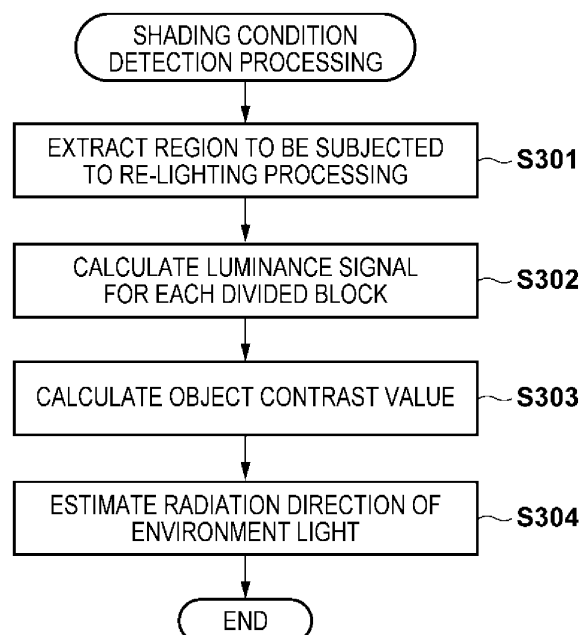 SHADING CONDITION
DETECTION PROCESSING
EXTRACT REGION TO BE SUBJECTED
TO RE-LIGHTING PROCESSING
S301
CALCULATE LUMINANCE SIGNAL
FOR EACH DIVIDED BLOCK
S302
CALCULATE OBJECT CONTRAST VALUE
S303
ESTIMATE RADIATION DIRECTION OF
ENVIRONMENT LIGHT
S304
END